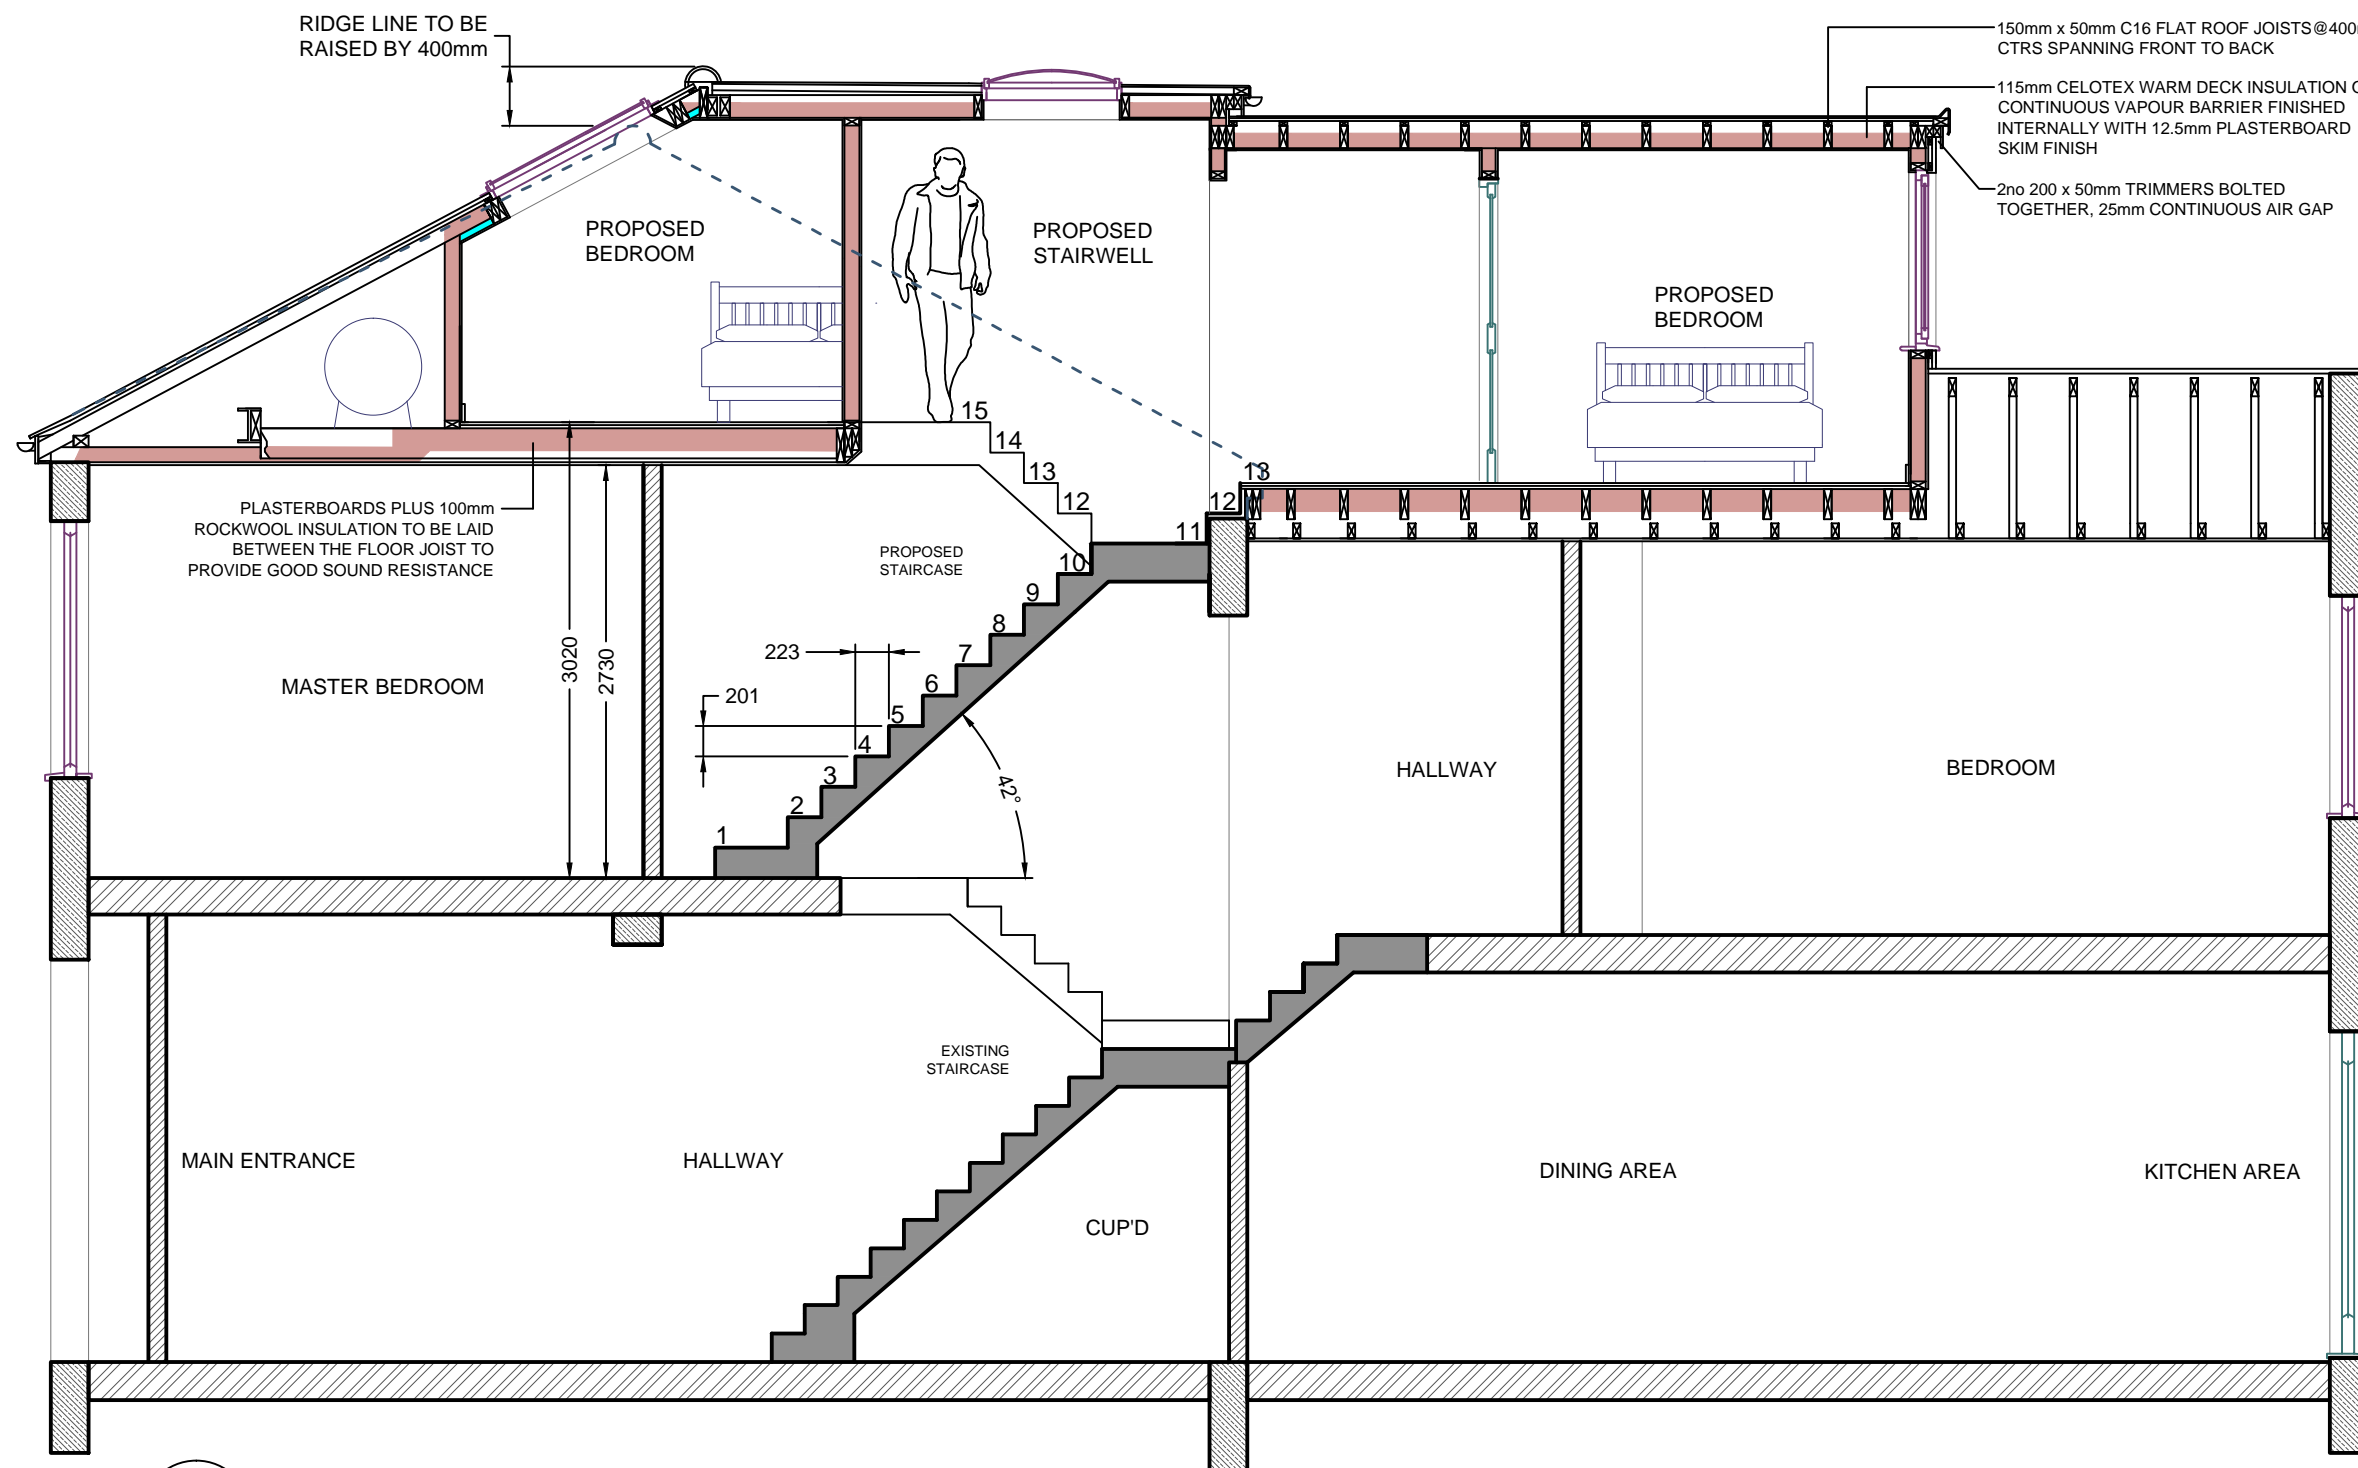 RIDGE LINE TO BE
RAISED BY 400mm
150mm x 50mm C16 FLAT ROOF JOISTS@400
CTRS SPANNING FRONT TO BACK
115mm CELOTEX WARM DECK INSULATION
CONTINUOUS VAPOUR BARRIER FINISHED
INTERNALLY WITH 12.5mm PLASTERBOARD
SKIM FINISH
2no 200 x 50mm TRIMMERS BOLTED
TOGETHER, 25mm CONTINUOUS AIR GAP
PROPOSED
BEDROOM
PROPOSED
STAIRWELL
PROPOSED
BEDROOM
15
14
13
12
11
12
13
10
9
8
7
6
5
4
3
2
1
PLASTERBOARDS PLUS 100mm
ROCKWOOL INSULATION TO BE LAID
BETWEEN THE FLOOR JOIST TO
PROVIDE GOOD SOUND RESISTANCE
PROPOSED
STAIRCASE
3020
2730
223
201
42°
MASTER BEDROOM
HALLWAY
BEDROOM
EXISTING
STAIRCASE
MAIN ENTRANCE
HALLWAY
CUP'D
DINING AREA
KITCHEN AREA